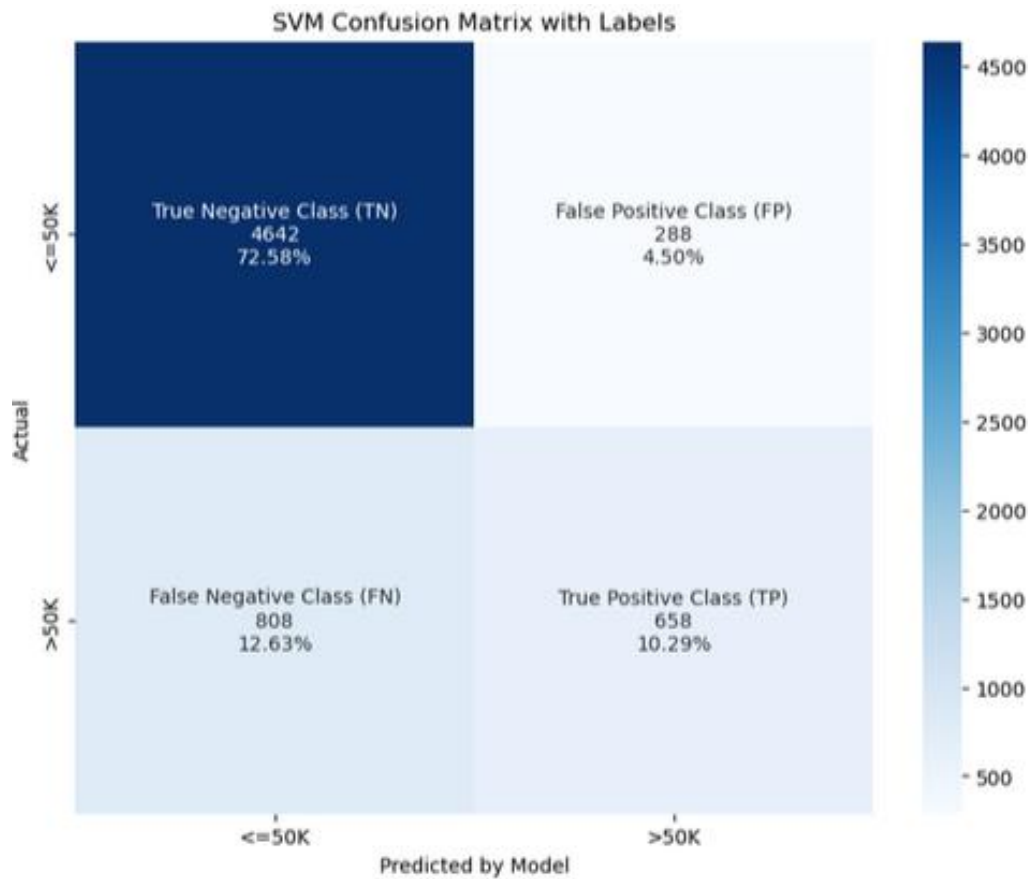 SVM Confusion Matrix with Labels
True Negative Class (TN)
4642
72.58%
False Positive Class (FP)
288
4.50%
False Negative Class (FN)
808
12.63%
True Positive Class (TP)
658
10.29%
<=50K
>50K
Actual
<=50K
>50K
Predicted by Model
4500
4000
3500
3000
2500
2000
1500
1000
500